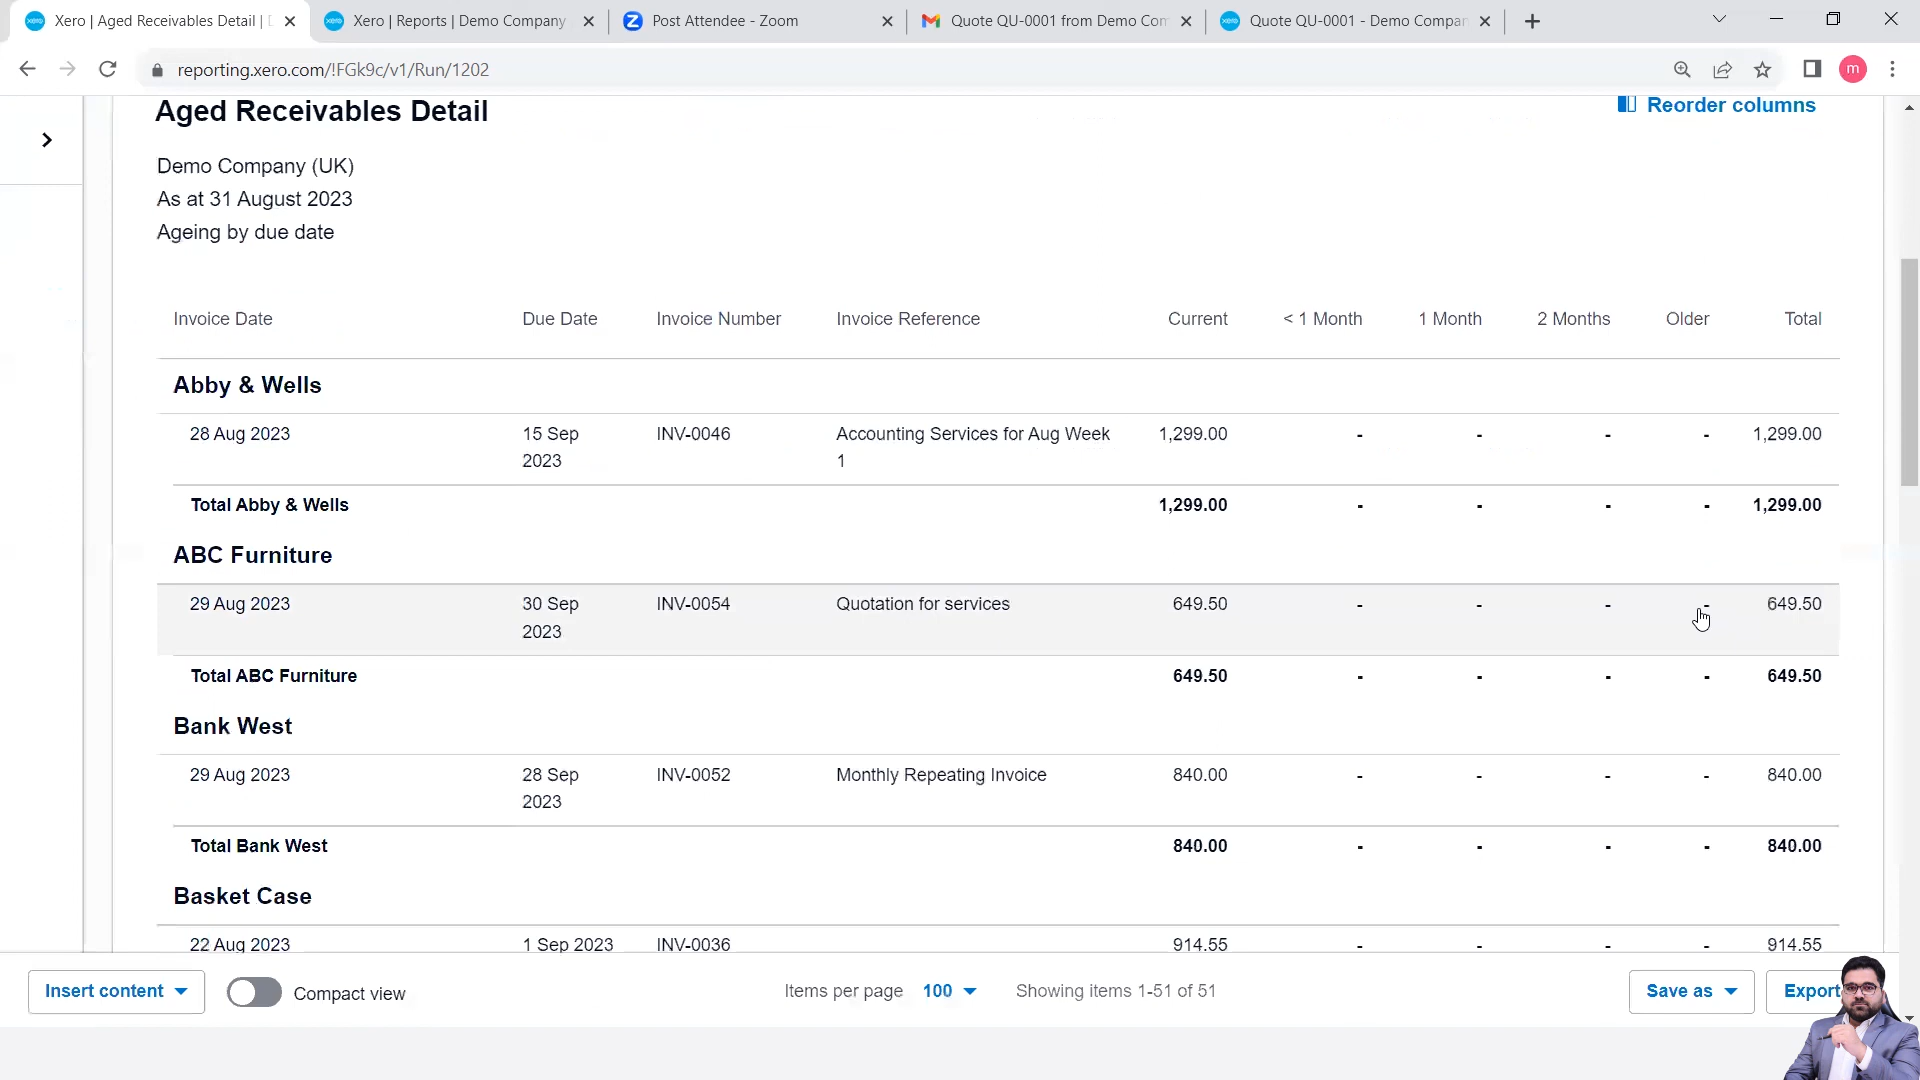 Xero | Aged Receivables Detail |
Xero | Reports | Demo Company
Post Attendee - Zoom
Quote QU-0001 from Demo Com
Quote QU-0001 - Demo Compan
reporting.xero.com/!FGk9c/v1/Run/1202
m
Aged Receivables Detail
Reorder columns
Demo Company (UK)
As at 31 August 2023
Ageing by due date
Invoice Date Due Date Invoice Number Invoice Reference Current < 1 Month 1 Month 2 Months Older Total
Abby & Wells
28 Aug 2023 15 Sep 2023 INV-0046 Accounting Services for Aug Week 1 1,299.00 - - - - 1,299.00
Total Abby & Wells 1,299.00 - - - - 1,299.00
ABC Furniture
29 Aug 2023 30 Sep 2023 INV-0054 Quotation for services 649.50 - - - - 649.50
Total ABC Furniture 649.50 - - - - 649.50
Bank West
29 Aug 2023 28 Sep 2023 INV-0052 Monthly Repeating Invoice 840.00 - - - - 840.00
Total Bank West 840.00 - - - - 840.00
Basket Case
22 Aug 2023 1 Sep 2023 INV-0036 914.55 - - - - 914.55
Insert content Compact view Items per page 100 Showing items 1-51 of 51 Save as Export